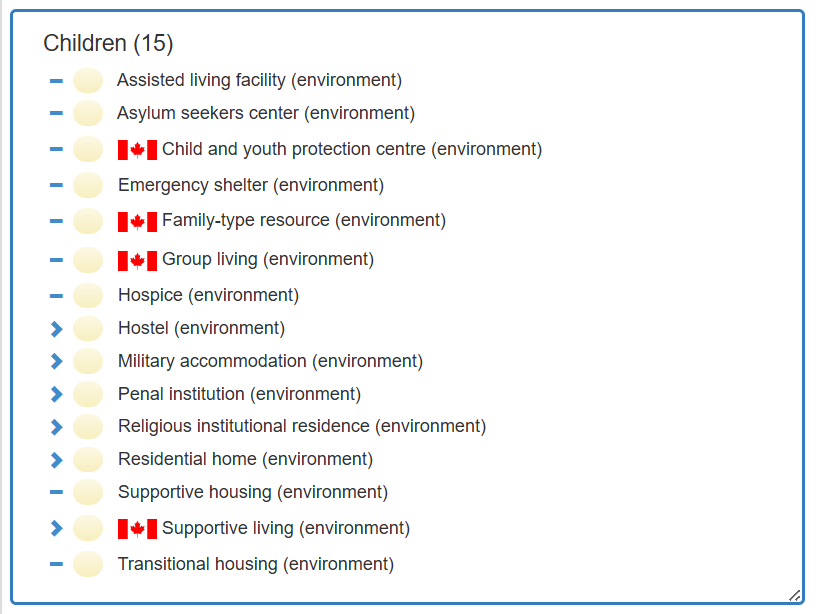 Children (15)
Assisted living facility (environment)
Asylum seekers center (environment)
Child and youth protection centre (environment)
Emergency shelter (environment)
Family-type resource (environment)
Group living (environment)
Hospice (environment)
Hostel (environment)
Military accommodation (environment)
Penal institution (environment)
Religious institutional residence (environment)
Residential home (environment)
Supportive housing (environment)
Supportive living (environment)
Transitional housing (environment)